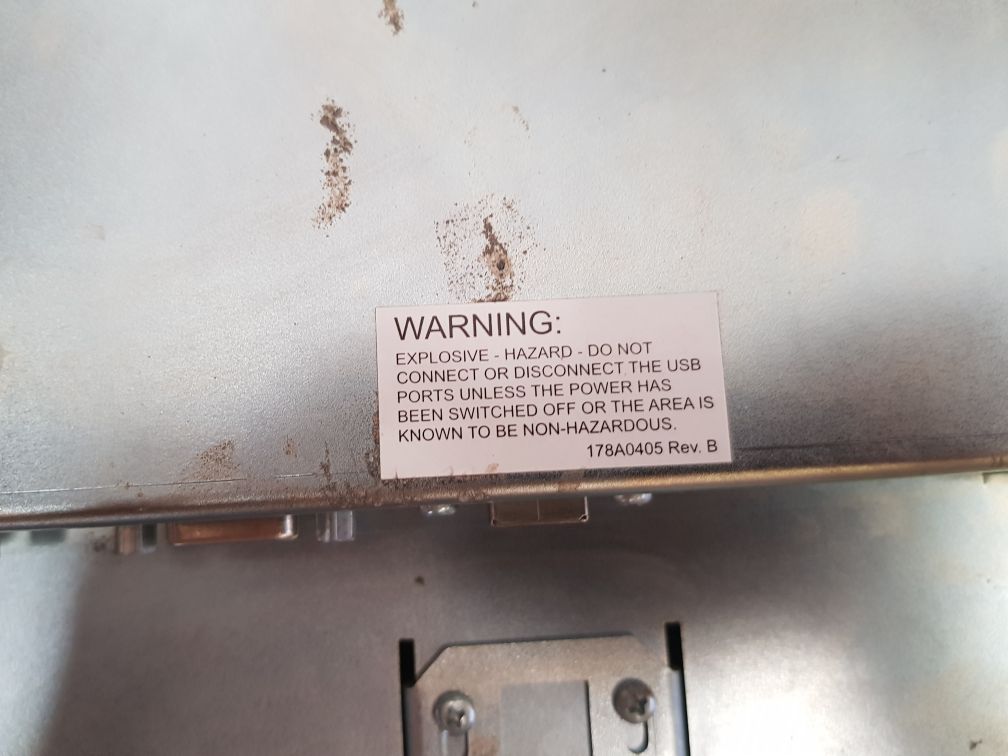 WARNING:
EXPLOSIVE - HAZARD - DO NOT
CONNECT OR DISCONNECT THE USB
PORTS UNLESS THE POWER HAS
BEEN SWITCHED OFF OR THE AREA IS
KNOWN TO BE NON-HAZARDOUS.
178A0405 Rev. B